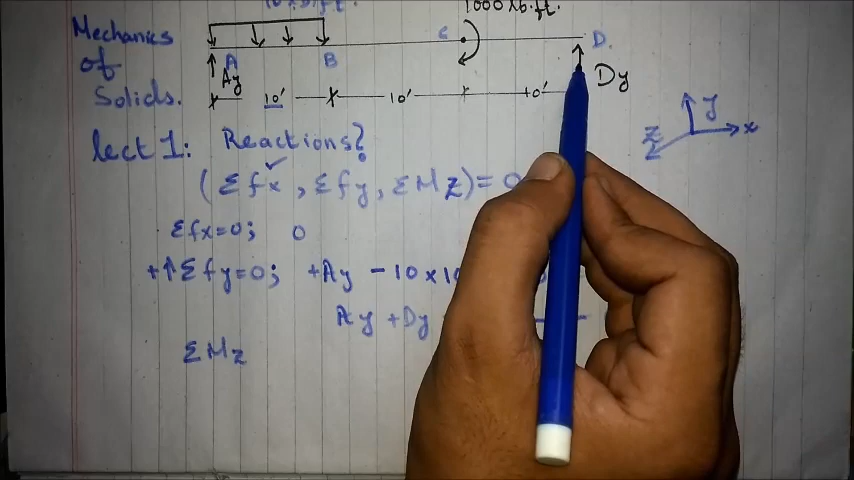 1000 lb.ft.
Mechanics of Solids.
A B C D.
Ay Dy
10' 10' 10'
y x z
lect 1: Reactions?
(Σfx, Σfy, ΣMz)=0
Σfx=0; 0
+↑Σfy=0; +Y -10×10
Ay +Dy
ΣMz